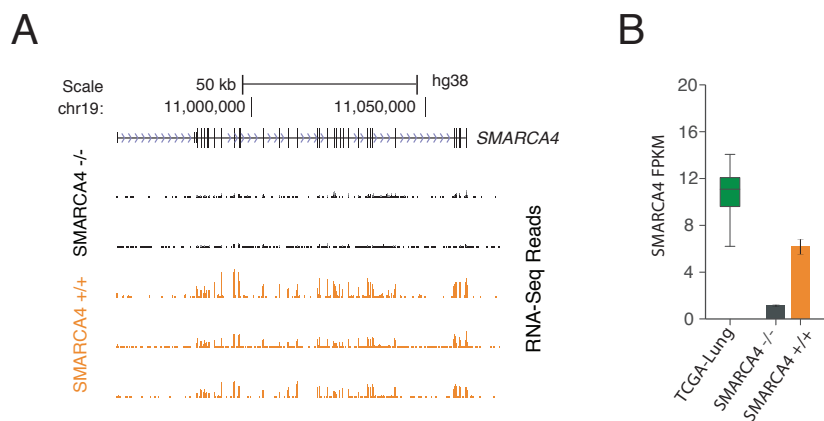 A
Scale 50 kb hg38
chr19: 11,000,000 11,050,000
SMARCA4
SMARCA4 -/-
SMARCA4 +/+
RNA-Seq Reads
B
SMARCA4 FPKM
20
16
12
8
4
0
TCGA-Lung
SMARCA4 -/-
SMARCA4 +/+